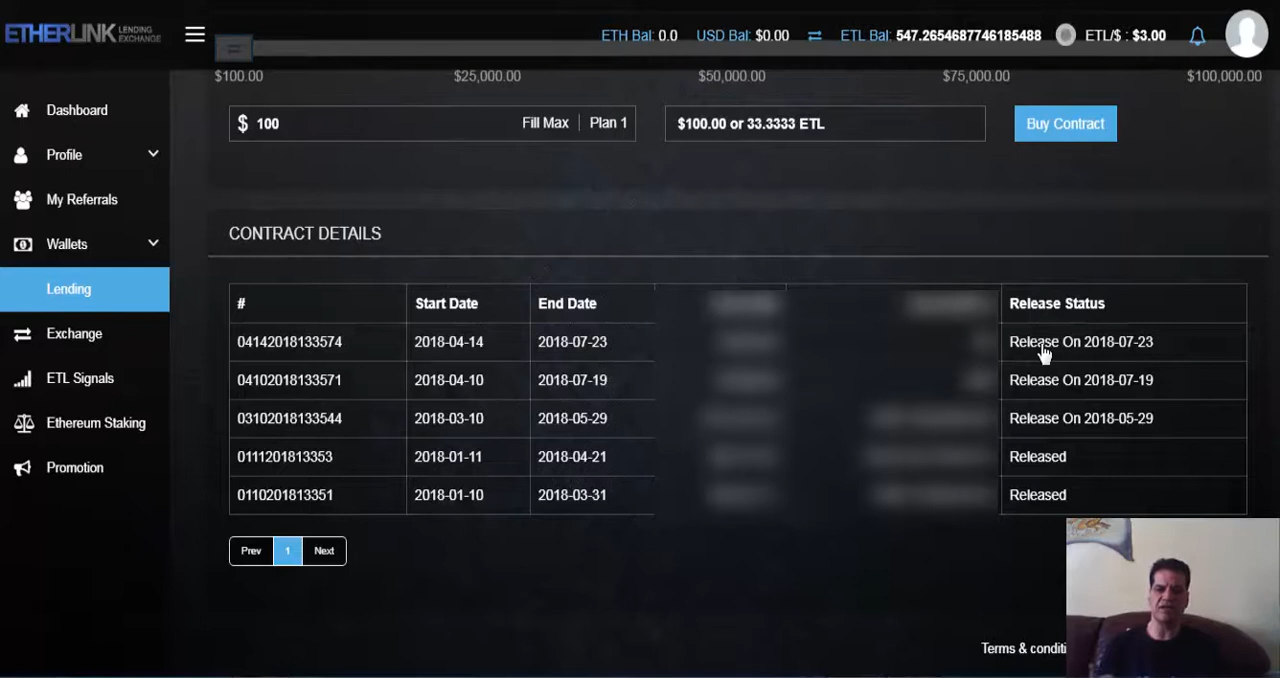 ETHERLINK LENDING EXCHANGE
ETH Bal: 0.0 USD Bal: $0.00 ETL Bal: 547.2654687746185488 ETL/$ : $3.00
$100.00 $25,000.00 $50,000.00 $75,000.00 $100,000.00
$ 100 Fill Max Plan 1 $100.00 or 33.3333 ETL Buy Contract
Dashboard
Profile
My Referrals
Wallets
Lending
Exchange
ETL Signals
Ethereum Staking
Promotion
CONTRACT DETAILS
# Start Date End Date Release Status
04142018133574 2018-04-14 2018-07-23 Release On 2018-07-23
04102018133571 2018-04-10 2018-07-19 Release On 2018-07-19
03102018133544 2018-03-10 2018-05-29 Release On 2018-05-29
0111201813353 2018-01-11 2018-04-21 Released
0110201813351 2018-01-10 2018-03-31 Released
Prev 1 Next
Terms & conditi